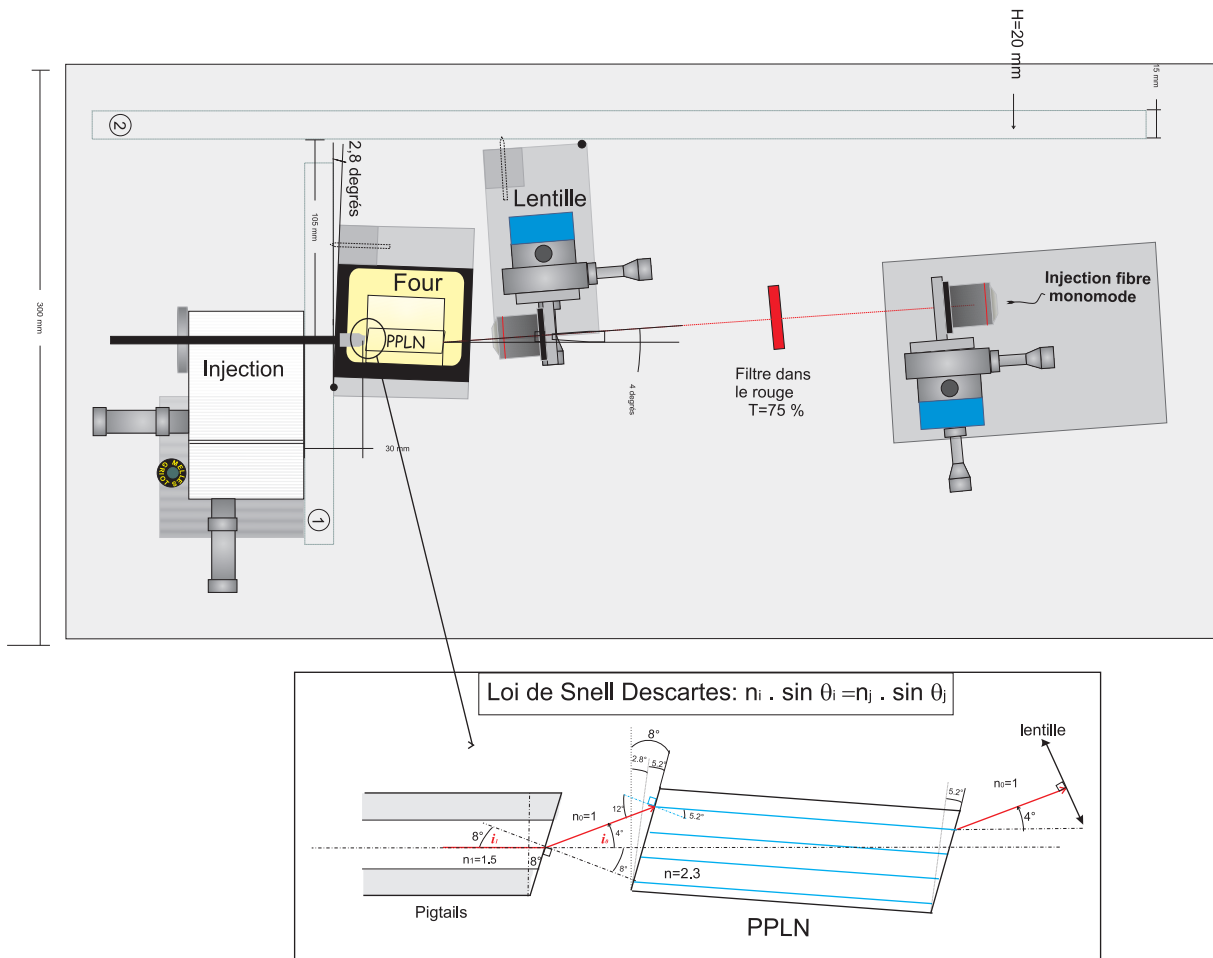 H=20 mm
15 mm
2
2,8 degrés
Lentille
105 mm
Four
Injection fibre
monomode
300 mm
PPLN
Injection
Filtre dans
le rouge
T=75 %
4 degrés
30 mm
MELLES GRIOT
1
Loi de Snell Descartes: ni . sin θi =nj . sin θj
lentille
8°
2.8°
5.2°
n0=1
5.2°
n0=1
12°
5.2°
4°
8°
ii
4°
is
n1=1.5
8°
8°
n=2.3
Pigtails
PPLN